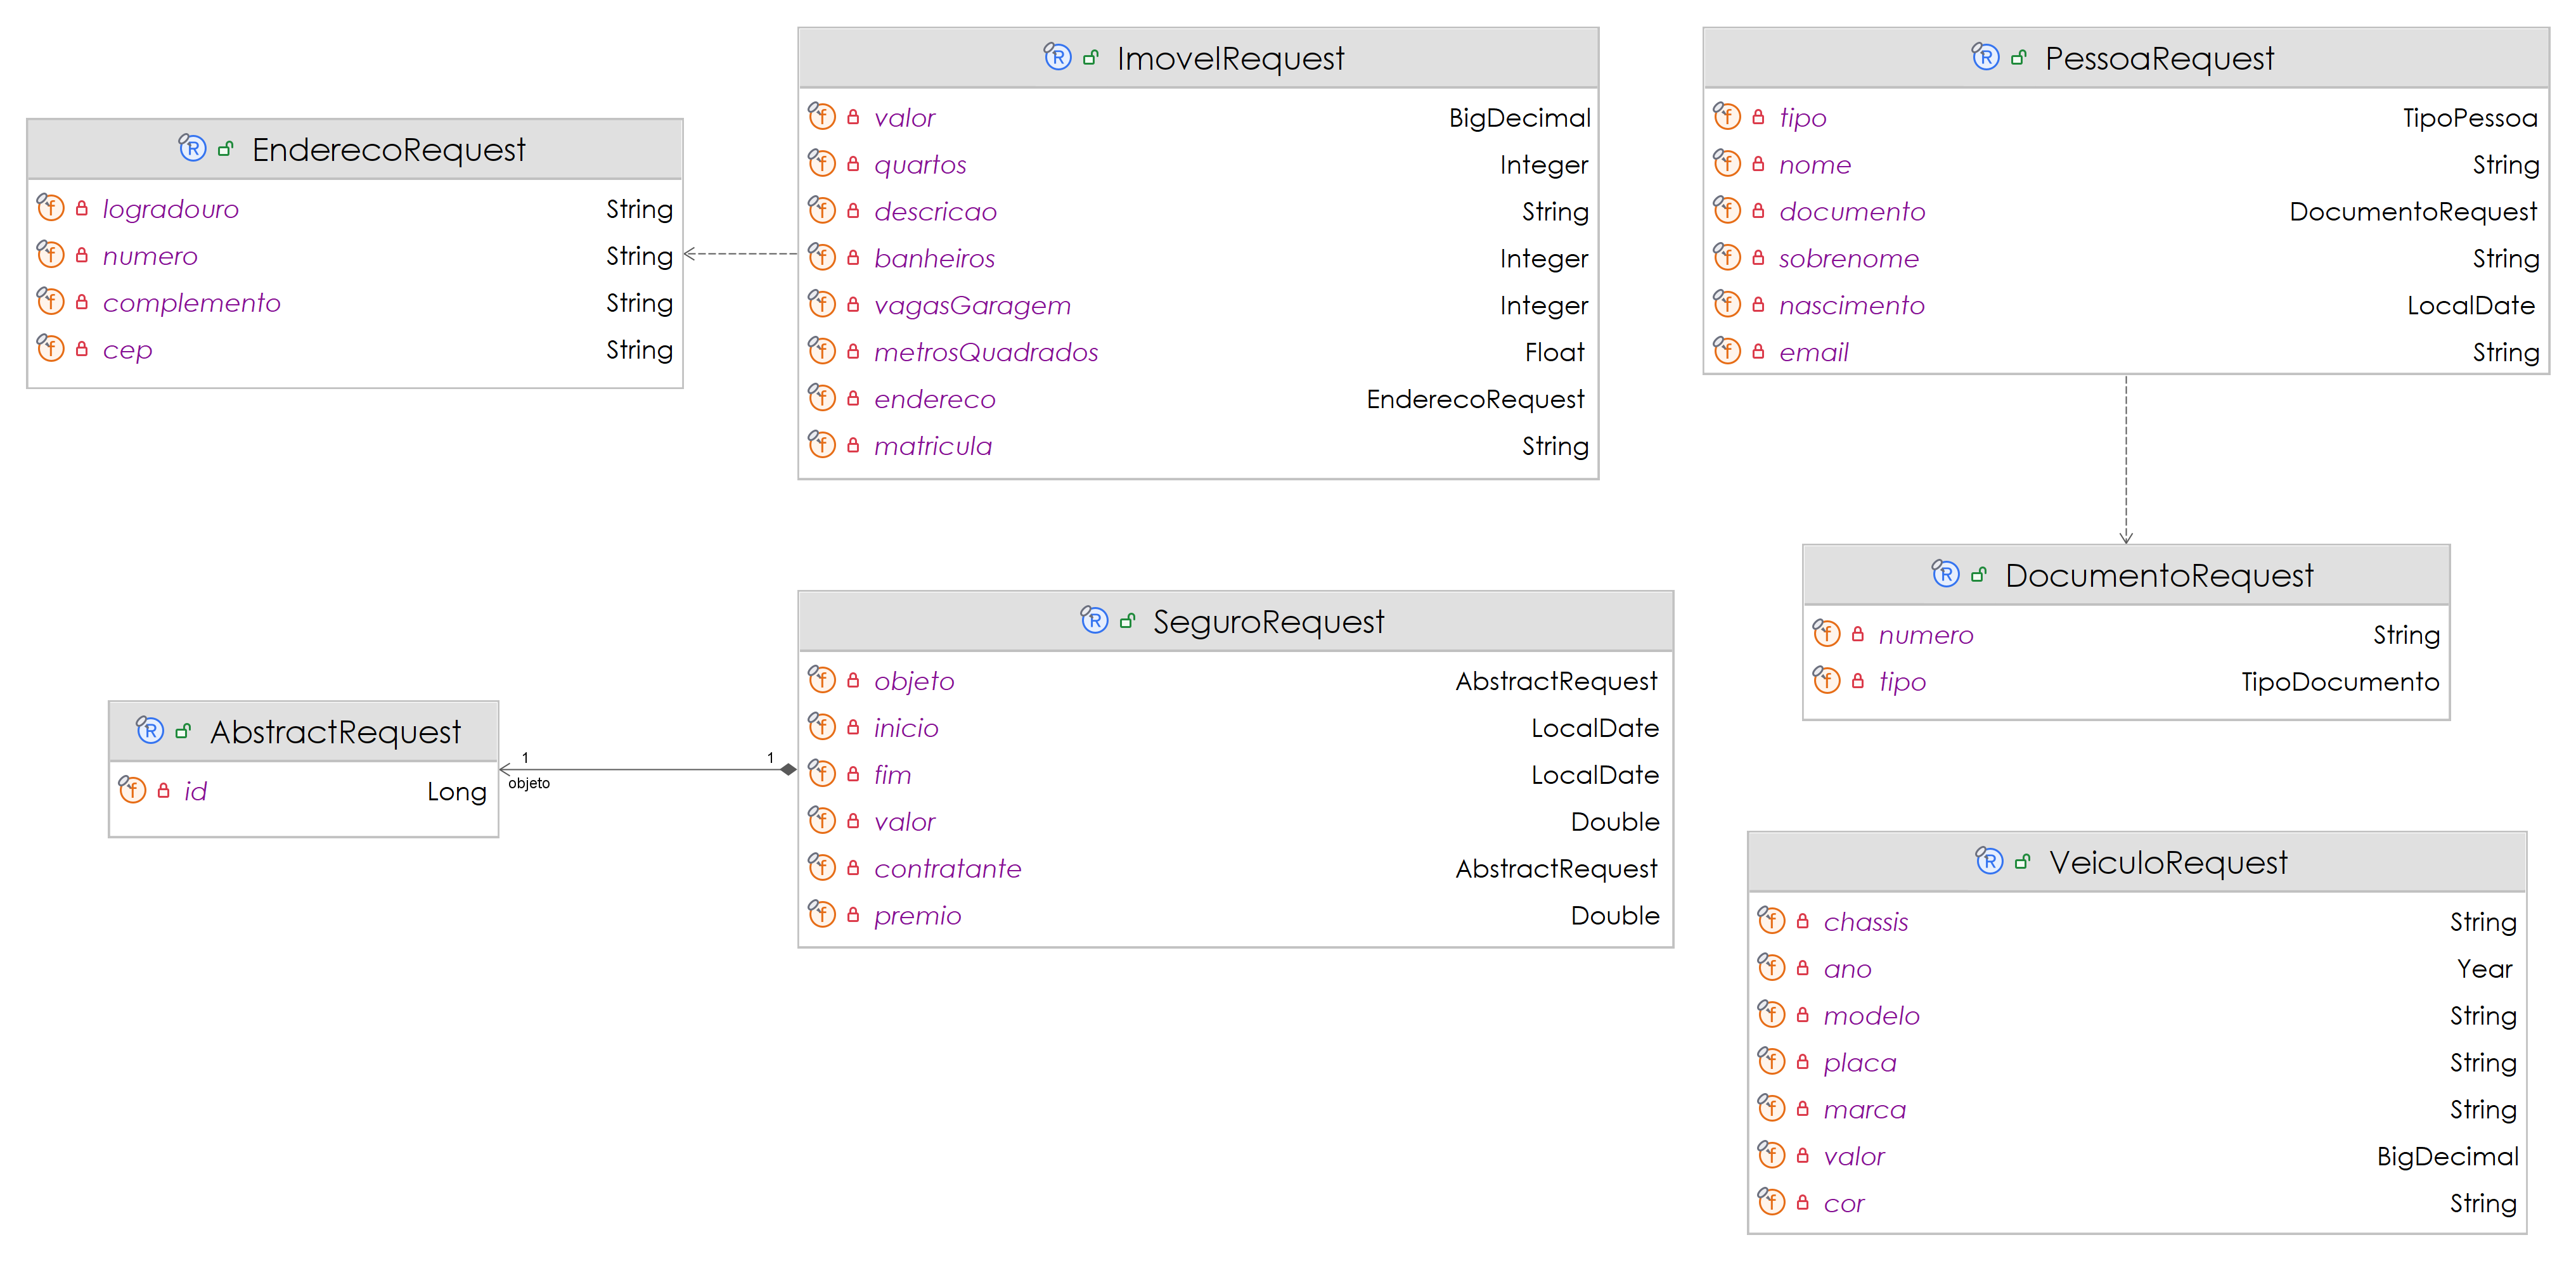 EnderecoRequest
logradouro String
numero String
complemento String
cep String
ImovelRequest
valor BigDecimal
quartos Integer
descricao String
banheiros Integer
vagasGaragem Integer
metrosQuadrados Float
endereco EnderecoRequest
matricula String
PessoaRequest
tipo TipoPessoa
nome String
documento DocumentoRequest
sobrenome String
nascimento LocalDate
email String
AbstractRequest
id Long
1
objeto
1
SeguroRequest
objeto AbstractRequest
inicio LocalDate
fim LocalDate
valor Double
contratante AbstractRequest
premio Double
DocumentoRequest
numero String
tipo TipoDocumento
VeiculoRequest
chassis String
ano Year
modelo String
placa String
marca String
valor BigDecimal
cor String